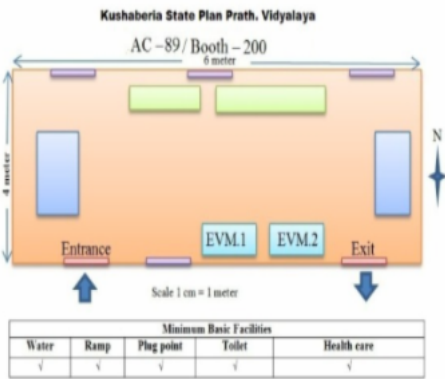 Kushaberia State Plan Prath. Vidyalaya
AC –89 / Booth – 200
6 meter
4 meter
N
EVM.1 EVM.2
Entrance Exit
Scale 1 cm = 1 meter
Minimum Basic Facilities
Water Ramp Plug point Toilet Health care
√ √ √ √ √